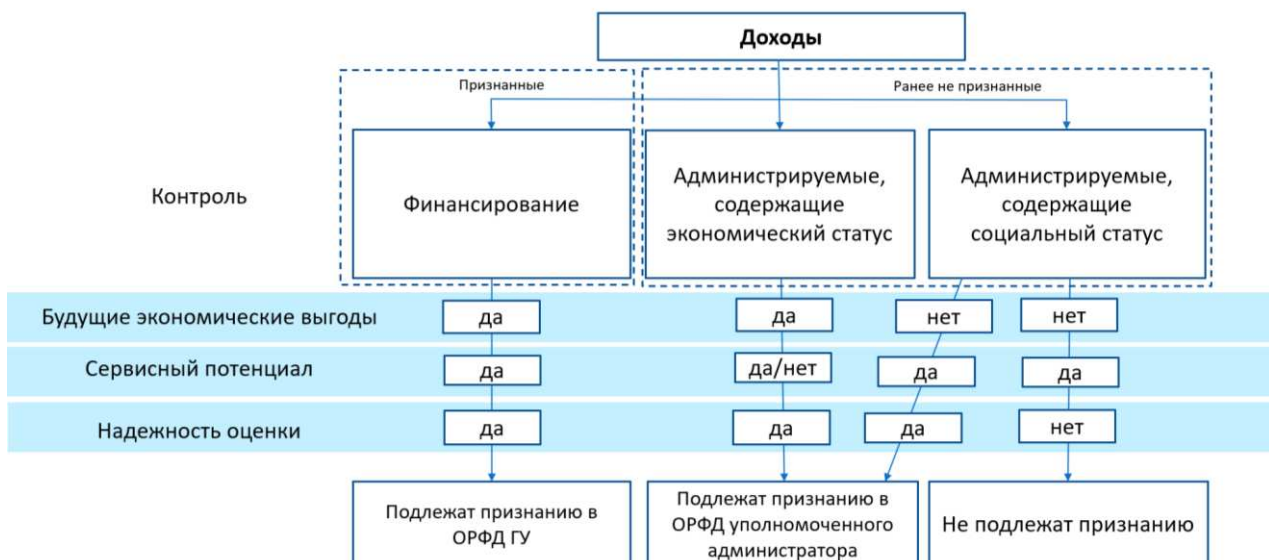 Доходы
Признанные
Ранее не признанные
Контроль
Финансирование
Администрируемые,
содержащие
экономический статус
Администрируемые,
содержащие
социальный статус
Будущие экономические выгоды
да
да
нет
нет
Сервисный потенциал
да
да/нет
да
да
Надежность оценки
да
да
да
нет
Подлежат признанию в
ОРФД ГУ
Подлежат признанию в
ОРФД уполномоченного
администратора
Не подлежат признанию